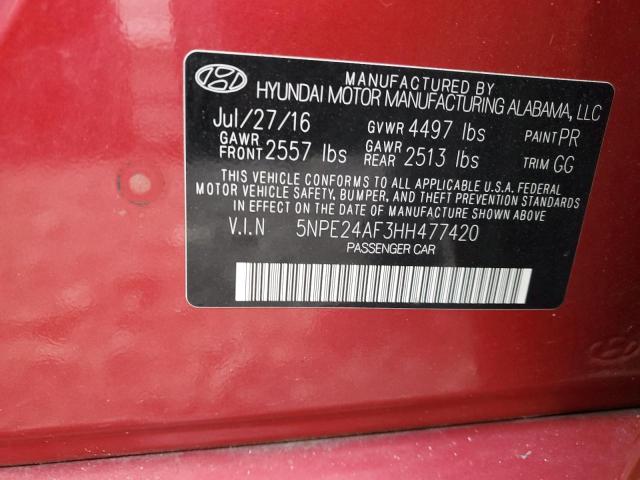 MANUFACTURED BY
HYUNDAI MOTOR MANUFACTURING ALABAMA, LLC
Jul/27/16 GVWR 4497 lbs PAINT PR
GAWR FRONT 2557 lbs GAWR REAR 2513 lbs TRIM GG
THIS VEHICLE CONFORMS TO ALL APPLICABLE U.S.A. FEDERAL
MOTOR VEHICLE SAFETY, BUMPER, AND THEFT PREVENTION STANDARDS
IN EFFECT ON THE DATE OF MANUFACTURE SHOWN ABOVE.
V.I.N 5NPE24AF3HH477420
PASSENGER CAR